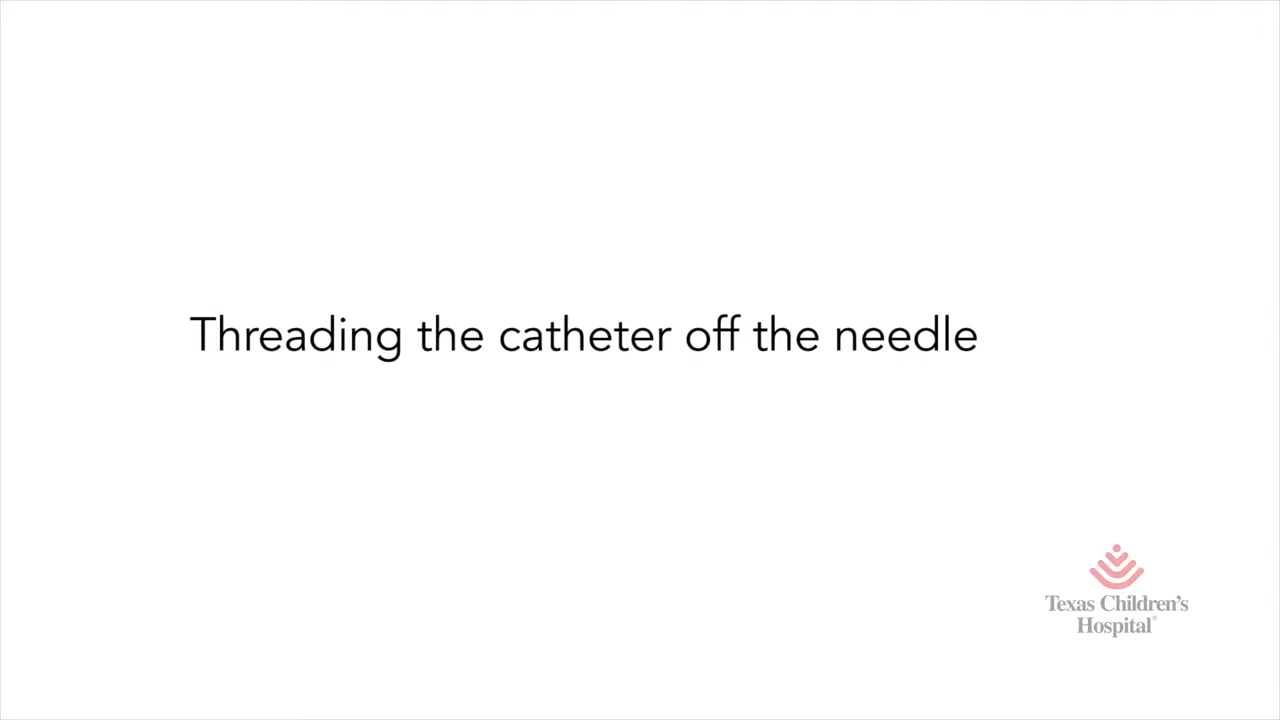 Threading the catheter off the needle
Texas Children's
Hospital®